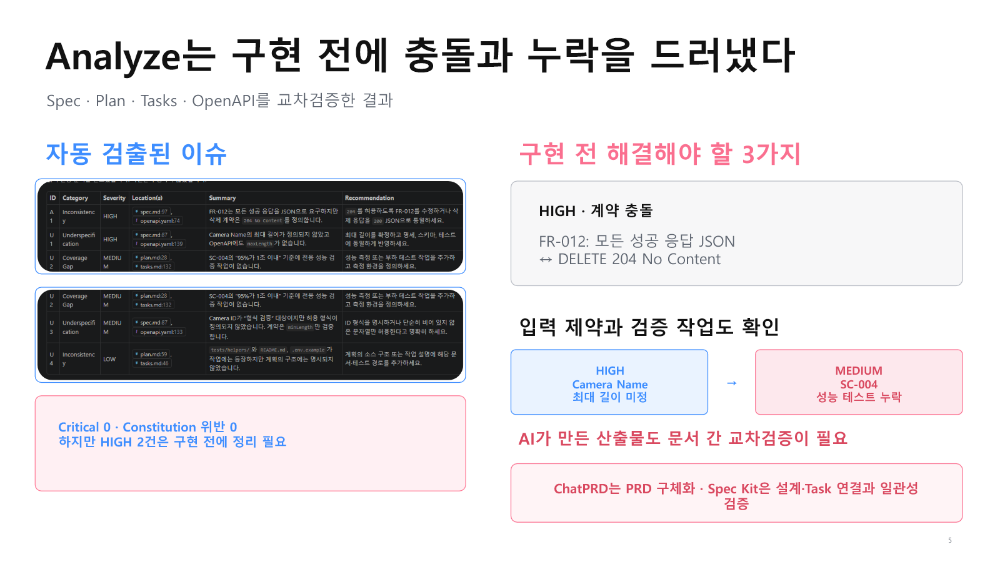 Analyze는 구현 전에 충돌과 누락을 드러냈다
Spec · Plan · Tasks · OpenAPI를 교차검증한 결과
자동 검출된 이슈
ID Category Severity Location(s) Summary Recommendation
A1 Inconsistency HIGH spec.md:97, openapi.yaml:74 FR-012는 모든 성공 응답을 JSON으로 요구하지만 삭제 계약은 204 No Content 를 정의합니다. 204 를 허용하도록 FR-012를 수정하거나 삭제 응답을 200 JSON으로 통일하세요.
U1 Underspecification HIGH spec.md:87, openapi.yaml:139 Camera Name의 최대 길이가 정의되지 않았고 OpenAPI에도 maxLength 가 없습니다. 최대 길이를 확정하고 명세, 스키마, 테스트에 동일하게 반영하세요.
U2 Coverage Gap MEDIUM plan.md:28, tasks.md:132 SC-004의 "95%가 1초 이내" 기준에 전용 성능 검증 작업이 없습니다. 성능 측정 또는 부하 테스트 작업을 추가하고 측정 환경을 정의하세요.
U2 Coverage Gap MEDIUM plan.md:28, tasks.md:132 SC-004의 "95%가 1초 이내" 기준에 전용 성능 검증 작업이 없습니다. 성능 측정 또는 부하 테스트 작업을 추가하고 측정 환경을 정의하세요.
U3 Underspecification MEDIUM spec.md:87, openapi.yaml:133 Camera ID가 "형식 검증" 대상이지만 허용 형식이 정의되지 않았습니다. 계약은 minLength 만 검증합니다. ID 형식을 명시하거나 단순히 비어 있지 않은 문자열만 허용한다고 명확히 하세요.
U4 Inconsistency LOW plan.md:59, tasks.md:46 tests/helpers/ 와 README.md, .env.example 가 작업에는 등장하지만 계획의 구조에는 명시되지 않았습니다. 계획의 소스 구조 또는 작업 설명에 해당 문서·테스트 경로를 추가하세요.
Critical 0 · Constitution 위반 0
하지만 HIGH 2건은 구현 전에 정리 필요
구현 전 해결해야 할 3가지
HIGH · 계약 충돌
FR-012: 모든 성공 응답 JSON
↔ DELETE 204 No Content
입력 제약과 검증 작업도 확인
HIGH
Camera Name
최대 길이 미정
→
MEDIUM
SC-004
성능 테스트 누락
AI가 만든 산출물도 문서 간 교차검증이 필요
ChatPRD는 PRD 구체화 · Spec Kit은 설계·Task 연결과 일관성
검증
5